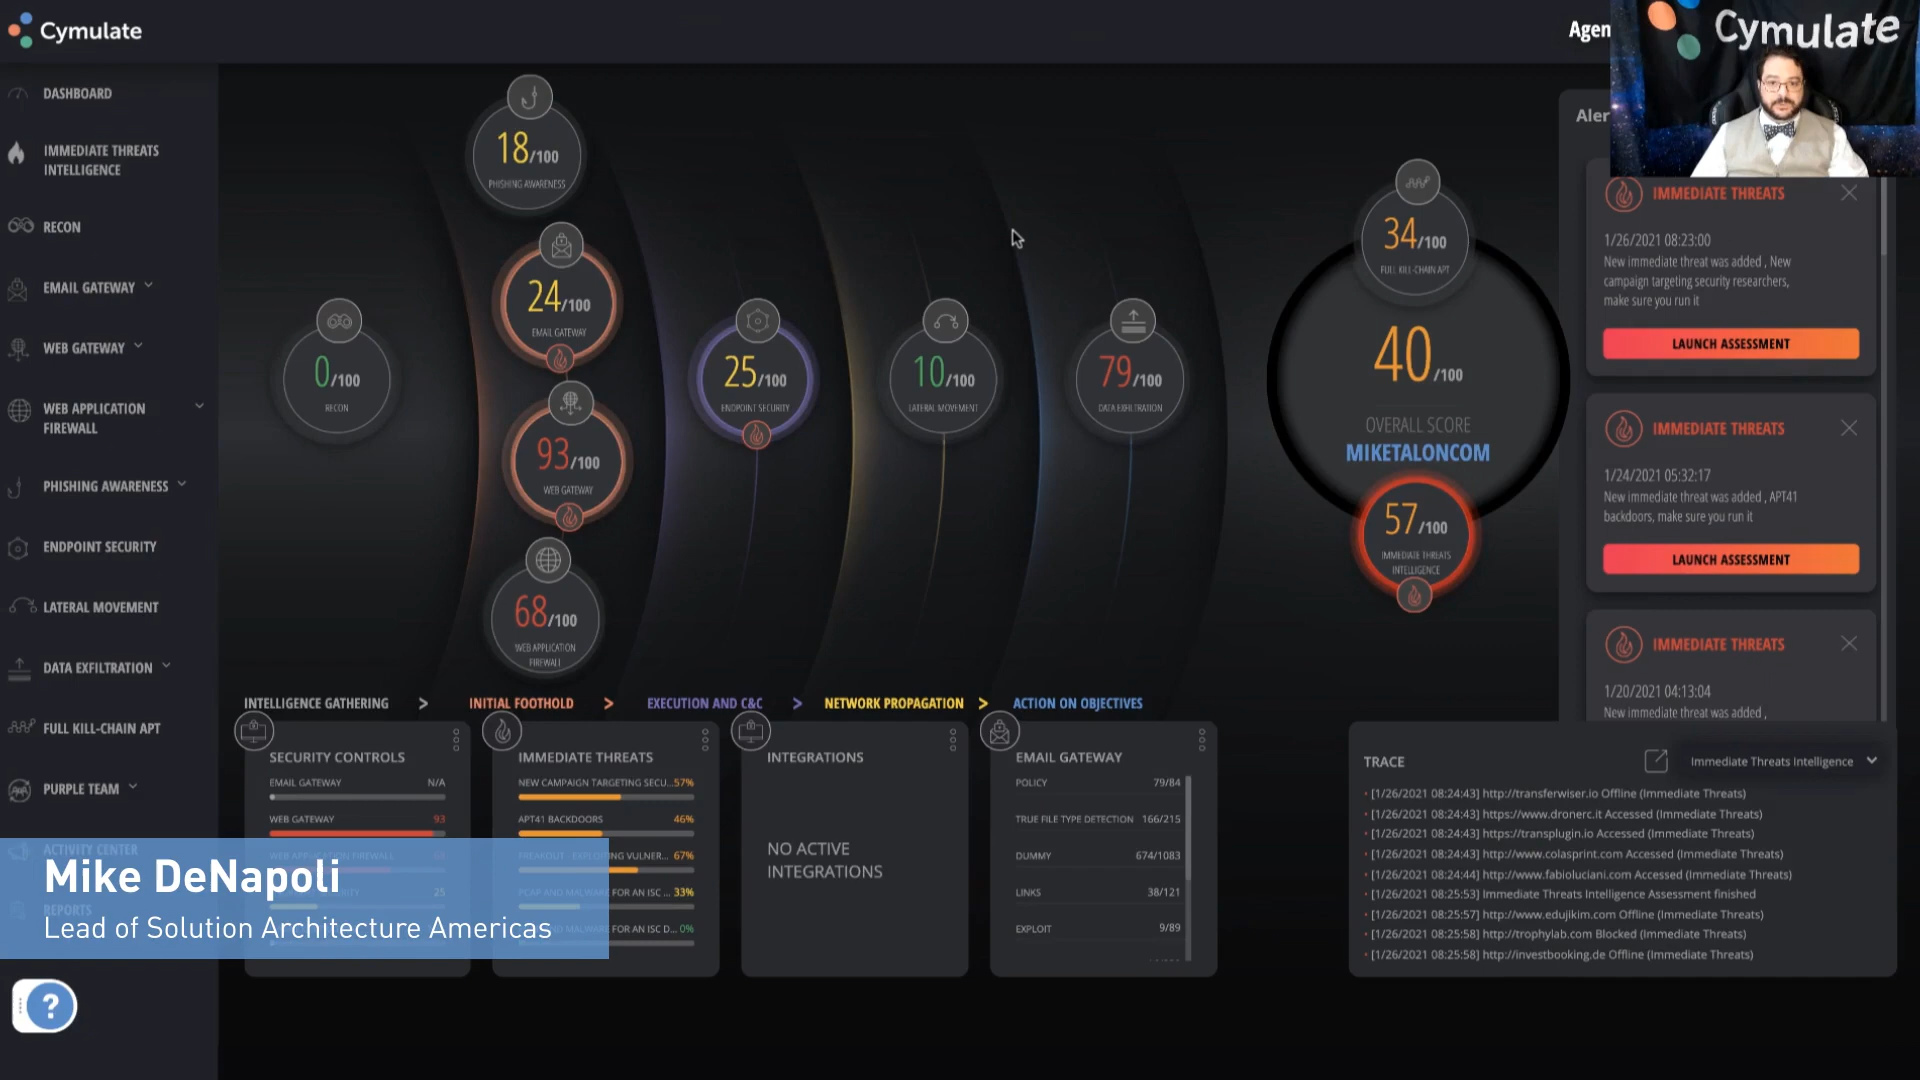 Cymulate
Agen
Cymulate
DASHBOARD
IMMEDIATE THREATS
INTELLIGENCE
RECON
EMAIL GATEWAY
WEB GATEWAY
WEB APPLICATION
FIREWALL
PHISHING AWARENESS
ENDPOINT SECURITY
LATERAL MOVEMENT
DATA EXFILTRATION
FULL KILL-CHAIN APT
PURPLE TEAM
ACTIVITY CENTER
REPORTS
Mike DeNapoli
Lead of Solution Architecture Americas
?
18/100
PHISHING AWARENESS
24/100
EMAIL GATEWAY
0/100
RECON
93/100
WEB GATEWAY
68/100
WEB APPLICATION
FIREWALL
25/100
ENDPOINT SECURITY
10/100
LATERAL MOVEMENT
79/100
DATA EXFILTRATION
34/100
FULL KILL-CHAIN APT
40/100
OVERALL SCORE
MIKETALONCOM
57/100
IMMEDIATE THREATS
INTELLIGENCE
INTELLIGENCE GATHERING > INITIAL FOOTHOLD > EXECUTION AND C&C > NETWORK PROPAGATION > ACTION ON OBJECTIVES
Aler
IMMEDIATE THREATS
1/26/2021 08:23:00
New immediate threat was added , New
campaign targeting security researchers,
make sure you run it
LAUNCH ASSESSMENT
IMMEDIATE THREATS
1/24/2021 05:32:17
New immediate threat was added , APT41
backdoors, make sure you run it
LAUNCH ASSESSMENT
IMMEDIATE THREATS
1/20/2021 04:13:04
New immediate threat was added ,
SECURITY CONTROLS
EMAIL GATEWAY N/A
WEB GATEWAY 93
WEB APPLICATION FIREWALL
25
IMMEDIATE THREATS
NEW CAMPAIGN TARGETING SECU... 57%
APT41 BACKDOORS 46%
FREAKOUT - EXPLOITING VULNER... 67%
PCAP AND MALWARE FOR AN ISC ... 33%
AND MALWARE FOR AN ISC D... 0%
INTEGRATIONS
NO ACTIVE
INTEGRATIONS
EMAIL GATEWAY
POLICY 79/84
TRUE FILE TYPE DETECTION 166/215
DUMMY 674/1083
LINKS 38/121
EXPLOIT 9/89
TRACE
Immediate Threats Intelligence
[1/26/2021 08:24:43] http://transferwiser.io Offline (Immediate Threats)
[1/26/2021 08:24:43] https://www.dronerc.it Accessed (Immediate Threats)
[1/26/2021 08:24:43] https://transplugin.io Accessed (Immediate Threats)
[1/26/2021 08:24:43] http://www.colasprint.com Accessed (Immediate Threats)
[1/26/2021 08:24:44] http://www.fabioluciani.com Accessed (Immediate Threats)
[1/26/2021 08:25:53] Immediate Threats Intelligence Assessment finished
[1/26/2021 08:25:57] http://www.edujikim.com Offline (Immediate Threats)
[1/26/2021 08:25:58] http://trophylab.com Blocked (Immediate Threats)
[1/26/2021 08:25:58] http://investbooking.de Offline (Immediate Threats)